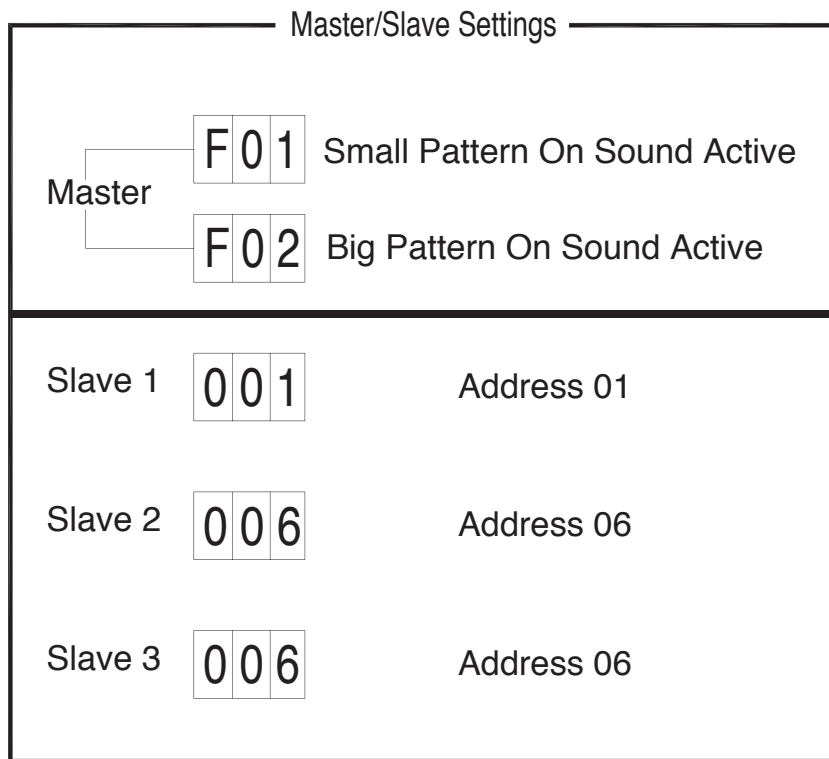 Master/Slave Settings
F01 Small Pattern On Sound Active
Master
F02 Big Pattern On Sound Active
Slave 1 001 Address 01
Slave 2 006 Address 06
Slave 3 006 Address 06